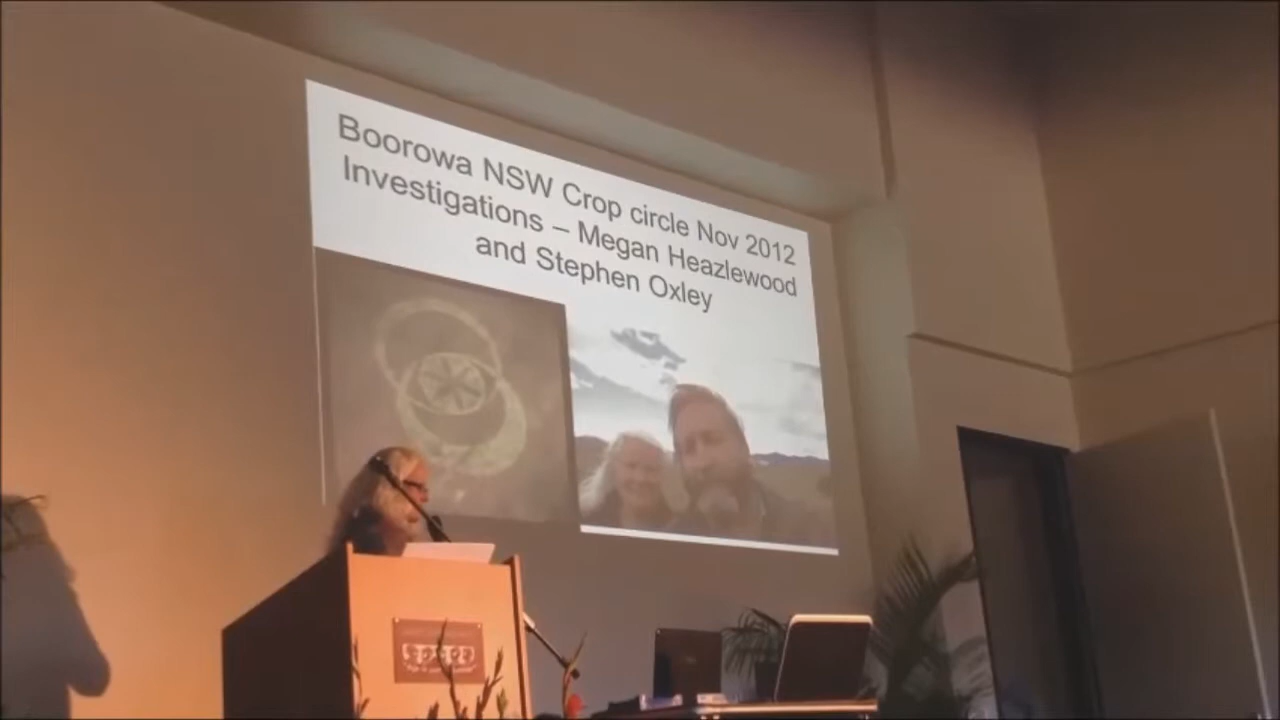 Boorowa NSW Crop circle Nov 2012
Investigations – Megan Heazlewood
and Stephen Oxley